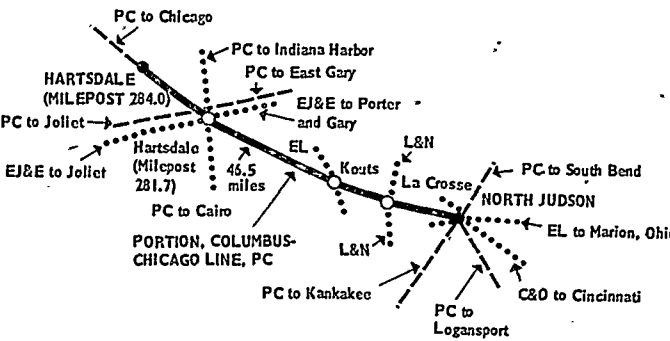 PC to Chicago
PC to Indiana Harbor
PC to East Gary
HARTSDALE
(MILEPOST 284.0)
EJ&E to Porter
and Gary
PC to Joliet
EJ&E to Joliet
Hartsdale
(Milepost
281.7)
46.5
miles
EL
Kouts
L&N
La Crosse
PC to South Bend
NORTH JUDSON
EL to Marion, Ohi
PC to Cairo
PORTION, COLUMBUS-
CHICAGO LINE, PC
L&N
PC to Kankakee
PC to
Logansport
C&O to Cincinnati